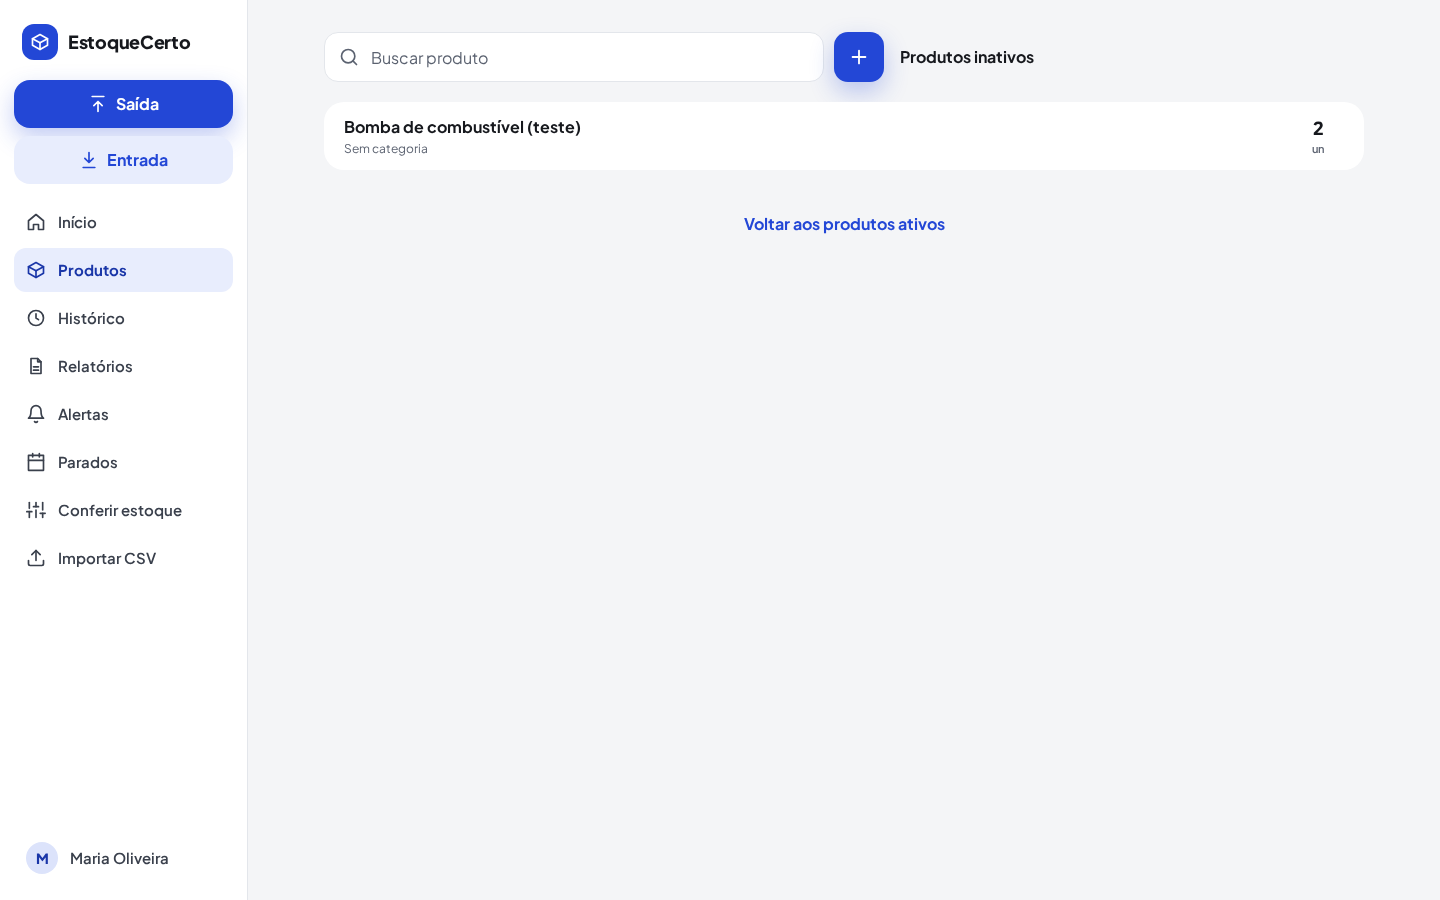 EstoqueCerto
Saída
Entrada
Início
Produtos
Histórico
Relatórios
Alertas
Parados
Conferir estoque
Importar CSV
M
Maria Oliveira
Buscar produto
Produtos inativos
Bomba de combustível (teste)
Sem categoria
2
un
Voltar aos produtos ativos